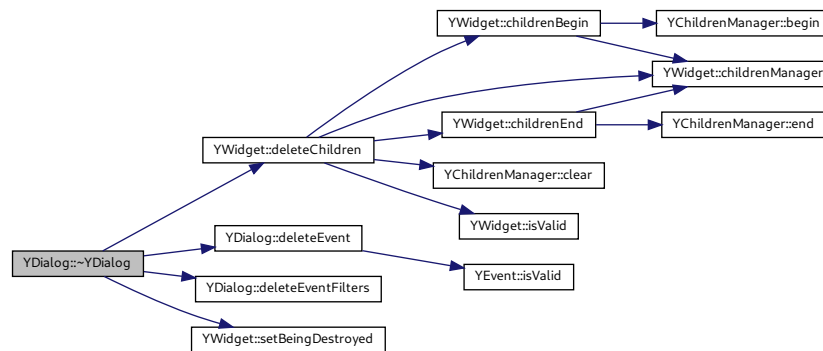 YWidget::childrenBegin
YChildrenManager::begin
YWidget::childrenManager
YWidget::childrenEnd
YChildrenManager::end
YWidget::deleteChildren
YChildrenManager::clear
YWidget::isValid
YDialog::~YDialog
YDialog::deleteEvent
YEvent::isValid
YDialog::deleteEventFilters
YWidget::setBeingDestroyed